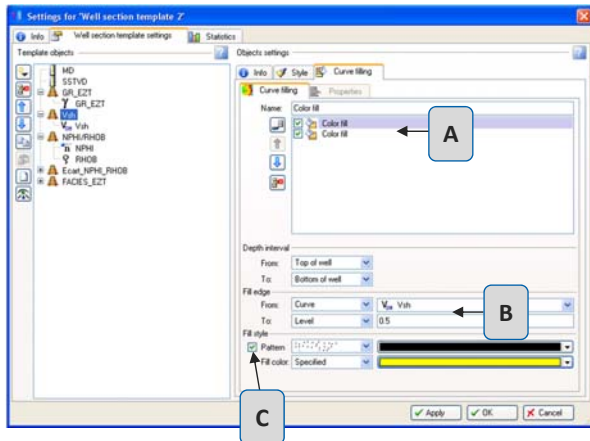 Settings for 'Well section template 2'
Info Well section template settings Statistics
Template objects
MD
SSTVD
GR_EZT
GR_EZT
Vsh
Vsh
NPHI/RHOB
NPHI
RHOB
Ecart_NPHI_RHOB
FACIES_EZT
Objects settings
Info Style Curve filling
Curve filling Properties
Name: Color fill
Color fill
Color fill
A
Depth interval
From: Top of well
To: Bottom of well
Fill edge
From: Curve Vsh
To: Level 0.5
B
Fill style
Pattern
Fill color: Specified
C
Apply OK Cancel